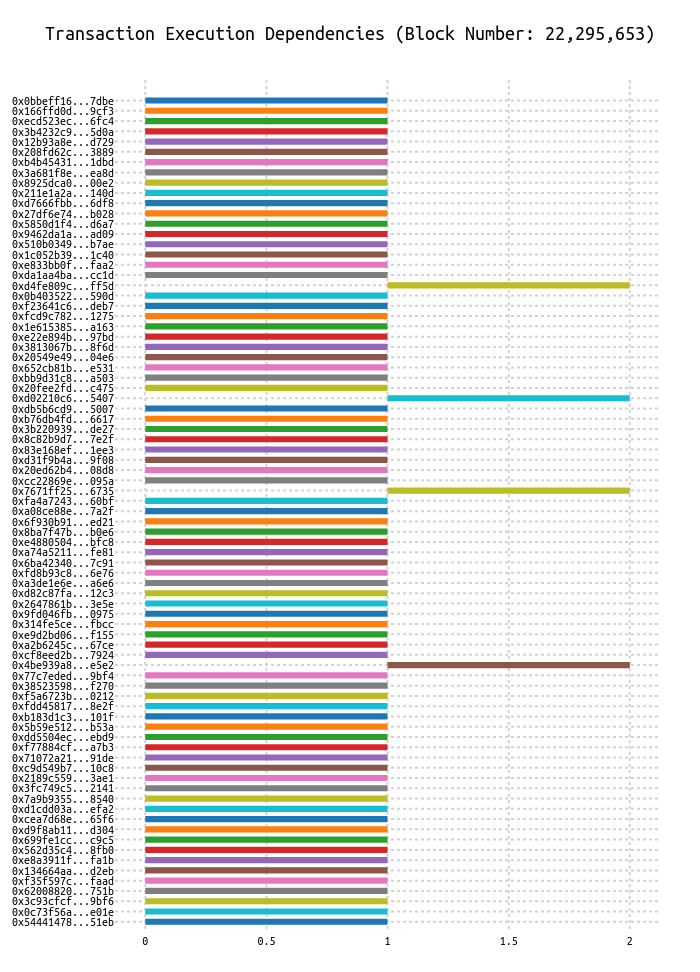 Transaction Execution Dependencies (Block Number: 22,295,653)
0x0bbeff16...7dbe
0x166ffd0d...9cf3
0xecd523ec...6fc4
0x3b4232c9...5d0a
0x12b93a8e...d729
0x208fd62c...3889
0xb4b45431...1dbd
0x3a681f8e...ea8d
0x8925dca0...00e2
0x211e1a2a...140d
0xd7666fbb...6df8
0x27df6e74...b028
0x5850d1f4...d6a7
0x9462da1a...ad09
0x510b0349...b7ae
0x1c052b39...1c40
0xe833bb0f...faa2
0xda1aa4ba...cc1d
0xd4fe809c...ff5d
0x0b403522...590d
0xf23641c6...deb7
0xfcd9c782...1275
0x1e615385...a163
0xe22e894b...97bd
0x3813067b...8f6d
0x20549e49...04e6
0x652cb81b...e531
0xbb9d31c8...a503
0x20fee2fd...c475
0xd02210c6...5407
0xdb5b6cd9...5007
0xb76db4fd...6617
0x3b220939...de27
0x8c82b9d7...7e2f
0x83e168ef...1ee3
0xd31f9b4a...9f08
0x20ed62b4...08d8
0xcc22869e...095a
0x7671ff25...6735
0xfa4a7243...60bf
0xa08ce88e...7a2f
0x6f930b91...ed21
0x8ba7f47b...b0e6
0xe4880504...bfc8
0xa74a5211...fe81
0x6ba42340...7c91
0xfd8b93c8...6e76
0xa3de1e6e...a6e6
0xd82c87fa...12c3
0x2647861b...3e5e
0x9fd046fb...0975
0x314fe5ce...fbcc
0xe9d2bd06...f155
0xa2b6245c...67ce
0xcf8eed2b...7924
0x4be939a8...e5e2
0x77c7eded...9bf4
0x38523598...f270
0xf5a6723b...0212
0xfdd45817...8e2f
0xb183d1c3...101f
0x5b59e512...b53a
0xdd5504ec...ebd9
0xf77884cf...a7b3
0x71072a21...91de
0xc9d549b7...10c8
0x2189c559...3ae1
0x3fc749c5...2141
0x7a9b9355...8540
0xd1cdd03a...efa2
0xcea7d68e...65f6
0xd9f8ab11...d304
0x699fe1cc...c9c5
0x562d35c4...8fb0
0xe8a3911f...fa1b
0x134664aa...d2eb
0xf35f597c...faad
0x62008820...751b
0x3c93cfcf...9bf6
0x0c73f56a...e01e
0x54441478...51eb
0 0.5 1 1.5 2